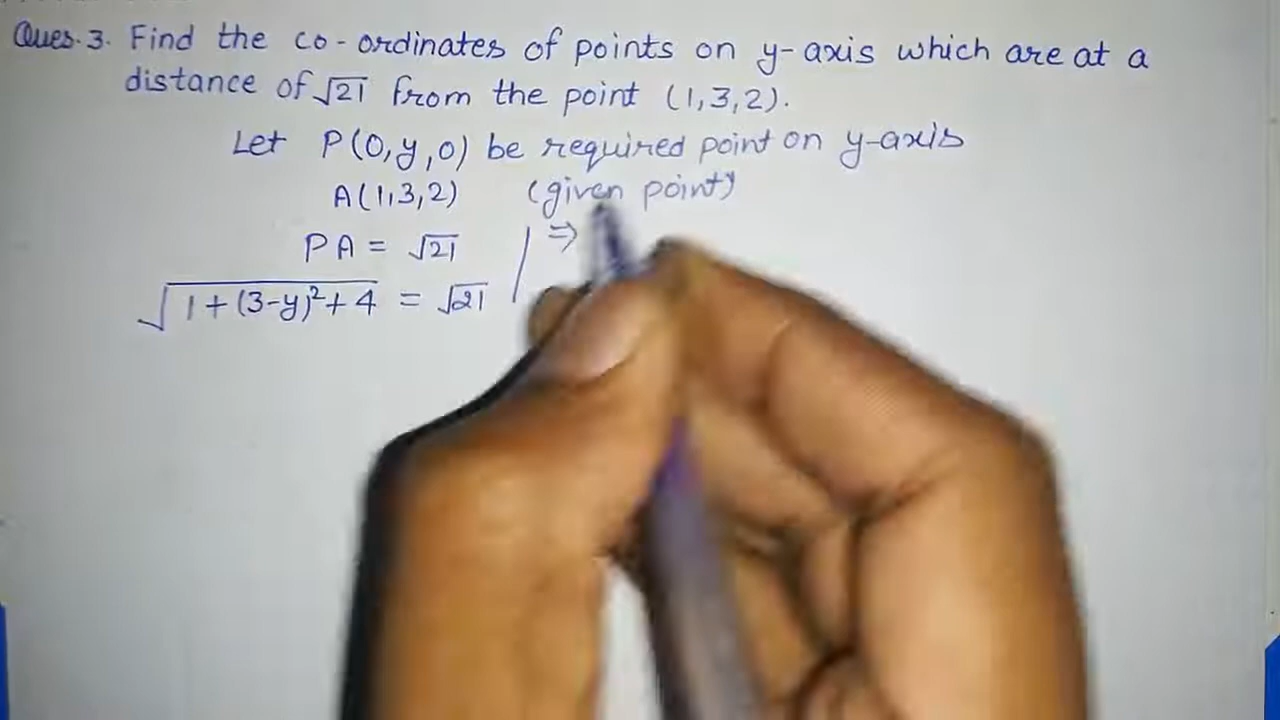 Ques. 3. Find the co-ordinates of points on y-axis which are at a
distance of √21 from the point (1,3,2).
Let P(0,y,0) be required point on y-axis
A(1,3,2) (given point)
PA = √21 ⇒
√1+(3-y)²+4 = √21